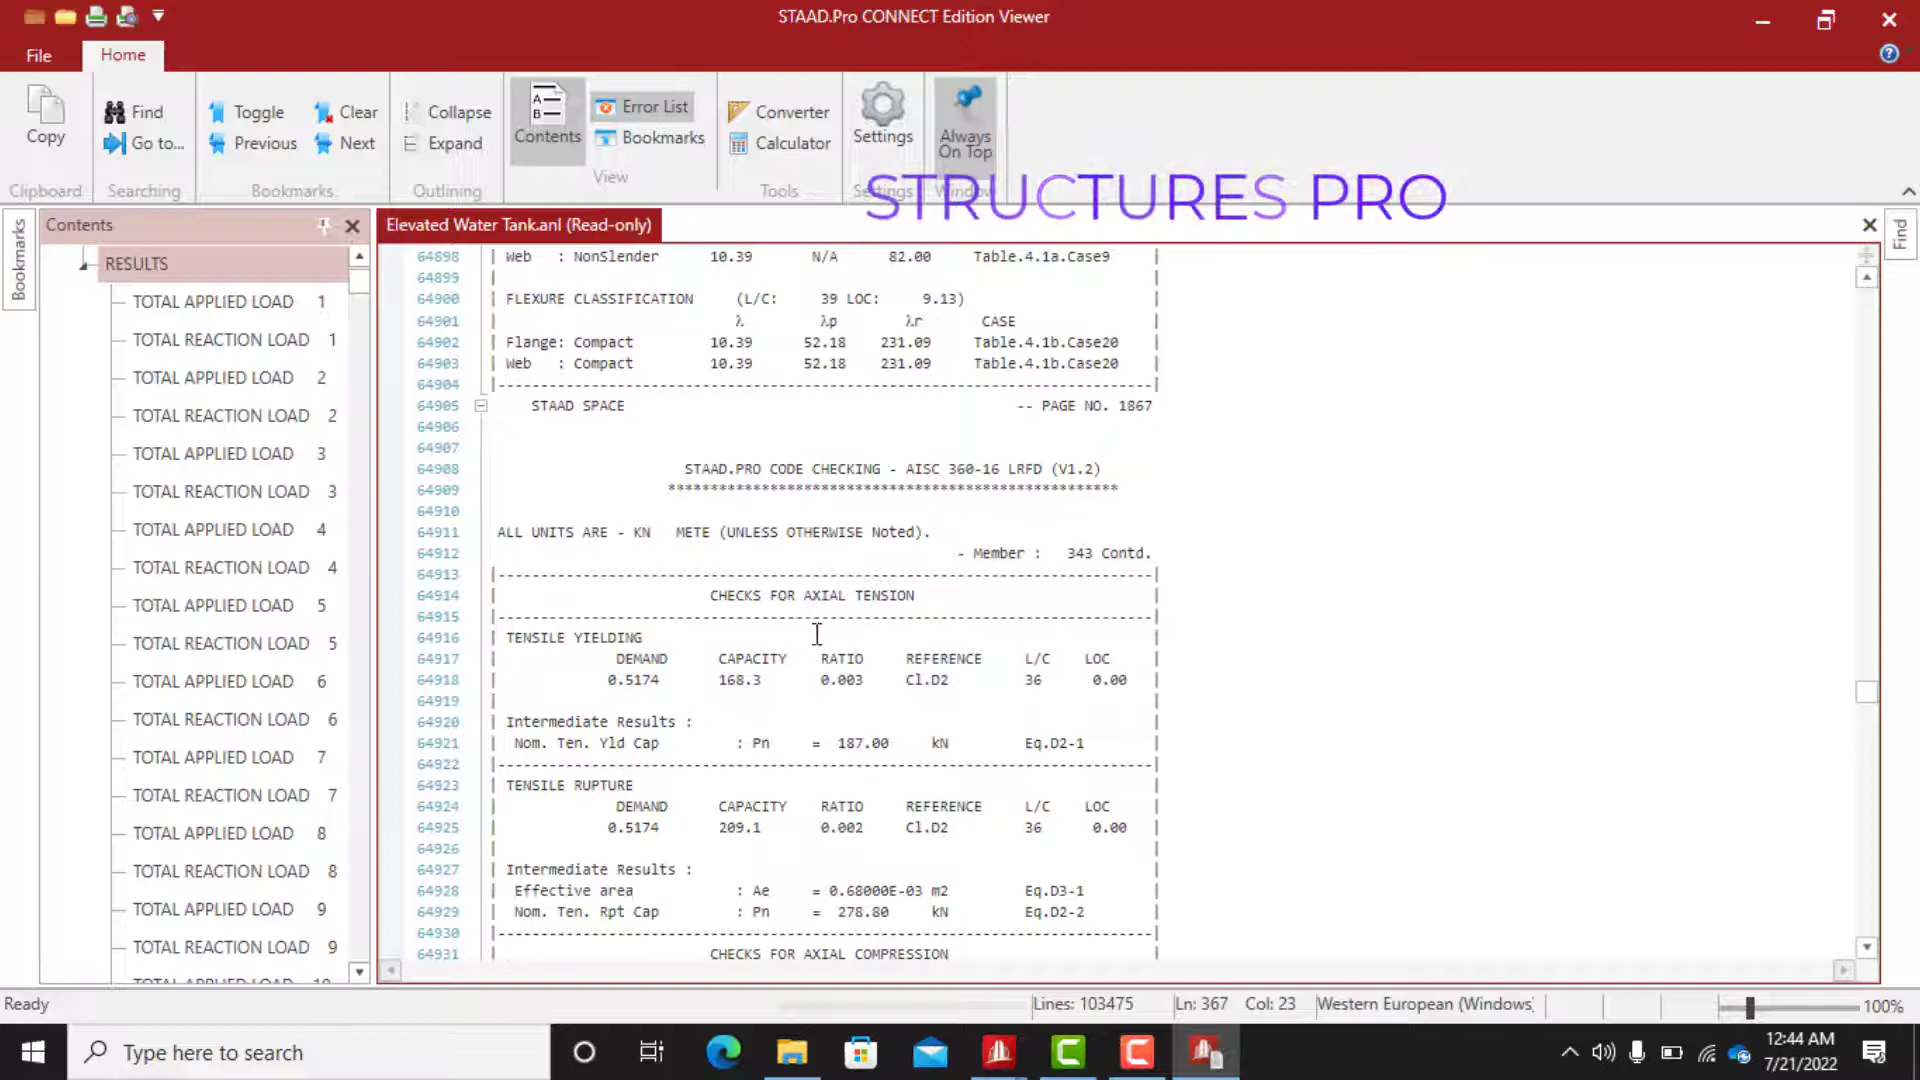 STAAD.Pro CONNECT Edition Viewer
File Home
Copy
Find
Go to...
Toggle
Previous
Clear
Next
Collapse
Expand
Contents
Error List
Bookmarks
Converter
Calculator
Settings
Always On Top
Clipboard Searching Bookmarks Outlining View Tools Settings Window
STRUCTURES PRO
Bookmarks
Contents
RESULTS
TOTAL APPLIED LOAD 1
TOTAL REACTION LOAD 1
TOTAL APPLIED LOAD 2
TOTAL REACTION LOAD 2
TOTAL APPLIED LOAD 3
TOTAL REACTION LOAD 3
TOTAL APPLIED LOAD 4
TOTAL REACTION LOAD 4
TOTAL APPLIED LOAD 5
TOTAL REACTION LOAD 5
TOTAL APPLIED LOAD 6
TOTAL REACTION LOAD 6
TOTAL APPLIED LOAD 7
TOTAL REACTION LOAD 7
TOTAL APPLIED LOAD 8
TOTAL REACTION LOAD 8
TOTAL APPLIED LOAD 9
TOTAL REACTION LOAD 9
TOTAL APPLIED LOAD 10
Elevated Water Tank.anl (Read-only)
Find
64898 | Web : NonSlender 10.39 N/A 82.00 Table.4.1a.Case9 |
64899 | |
64900 | FLEXURE CLASSIFICATION (L/C: 39 LOC: 9.13) |
64901 | λ λp λr CASE |
64902 | Flange: Compact 10.39 52.18 231.09 Table.4.1b.Case20 |
64903 | Web : Compact 10.39 52.18 231.09 Table.4.1b.Case20 |
64904 |-----------------------------------------------------------------------------|
64905 STAAD SPACE -- PAGE NO. 1867
64906
64907
64908 STAAD.PRO CODE CHECKING - AISC 360-16 LRFD (V1.2)
64909 *****************************************************
64910
64911 ALL UNITS ARE - KN METE (UNLESS OTHERWISE Noted).
64912 - Member : 343 Contd.
64913 |-----------------------------------------------------------------------------|
64914 | CHECKS FOR AXIAL TENSION |
64915 |-----------------------------------------------------------------------------|
64916 | TENSILE YIELDING |
64917 | DEMAND CAPACITY RATIO REFERENCE L/C LOC |
64918 | 0.5174 168.3 0.003 Cl.D2 36 0.00 |
64919 | |
64920 | Intermediate Results : |
64921 | Nom. Ten. Yld Cap : Pn = 187.00 kN Eq.D2-1 |
64922 |-----------------------------------------------------------------------------|
64923 | TENSILE RUPTURE |
64924 | DEMAND CAPACITY RATIO REFERENCE L/C LOC |
64925 | 0.5174 209.1 0.002 Cl.D2 36 0.00 |
64926 | |
64927 | Intermediate Results : |
64928 | Effective area : Ae = 0.68000E-03 m2 Eq.D3-1 |
64929 | Nom. Ten. Rpt Cap : Pn = 278.80 kN Eq.D2-2 |
64930 |-----------------------------------------------------------------------------|
64931 | CHECKS FOR AXIAL COMPRESSION |
Ready Lines: 103475 Ln: 367 Col: 23 Western European (Windows) 100%
Type here to search
12:44 AM
7/21/2022